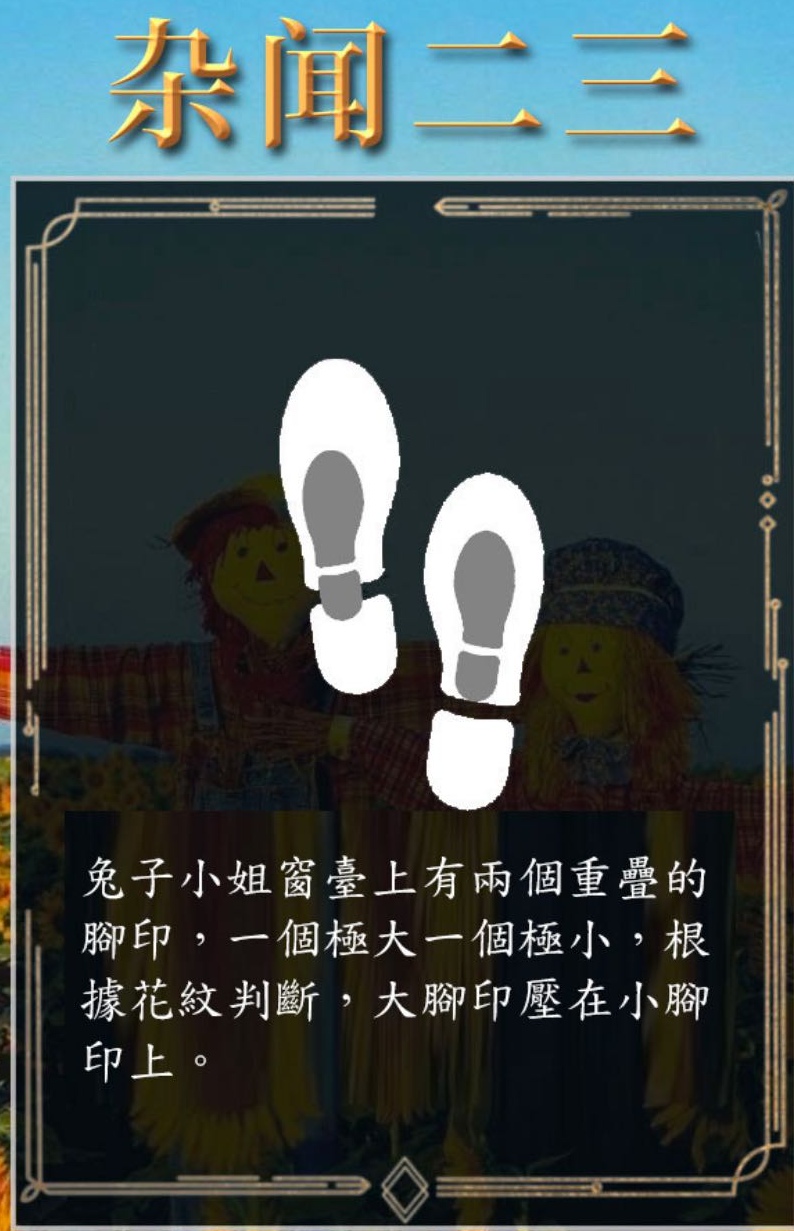 杂闻二三
兔子小姐窗臺上有兩個重疊的
腳印，一個極大一個極小，根
據花紋判斷，大腳印壓在小腳
印上。